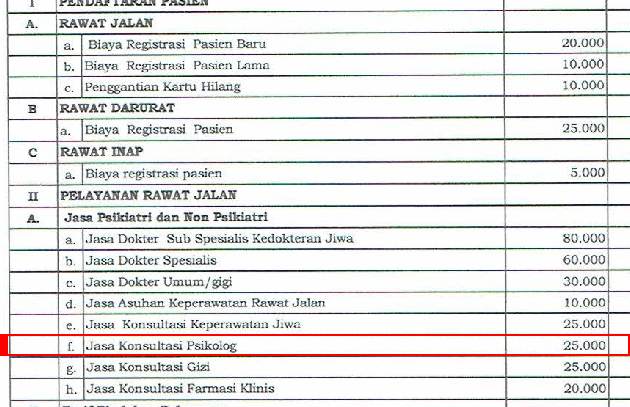 I PENDAFTARAN PASIEN
A. RAWAT JALAN
a. Biaya Registrasi Pasien Baru 20.000
b. Biaya Registrasi Pasien Lama 10.000
c. Penggantian Kartu Hilang 10.000
B RAWAT DARURAT
a. Biaya Registrasi Pasien 25.000
C RAWAT INAP
a. Biaya registrasi pasien 5.000
II PELAYANAN RAWAT JALAN
A. Jasa Psikiatri dan Non Psikiatri
a. Jasa Dokter Sub Spesialis Kedokteran Jiwa 80.000
b. Jasa Dokter Spesialis 60.000
c. Jasa Dokter Umum/gigi 30.000
d. Jasa Asuhan Keperawatan Rawat Jalan 10.000
e. Jasa Konsultasi Keperawatan Jiwa 25.000
f. Jasa Konsultasi Psikolog 25.000
g. Jasa Konsultasi Gizi 25.000
h. Jasa Konsultasi Farmasi Klinis 20.000